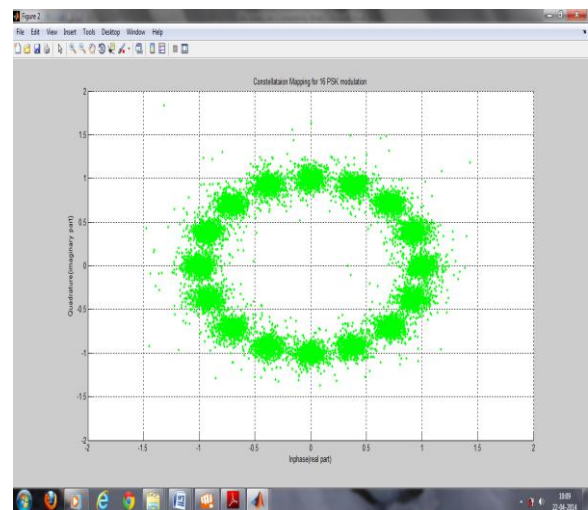 Figure 2
File Edit View Insert Tools Desktop Window Help
Constellataion Mapping for 16 PSK modulation
2
1.5
1
0.5
0
-0.5
-1
-1.5
-2
Quadrature(imaginary part)
-2 -1.5 -1 -0.5 0 0.5 1 1.5 2
Inphase(real part)
10:09
22-04-2014